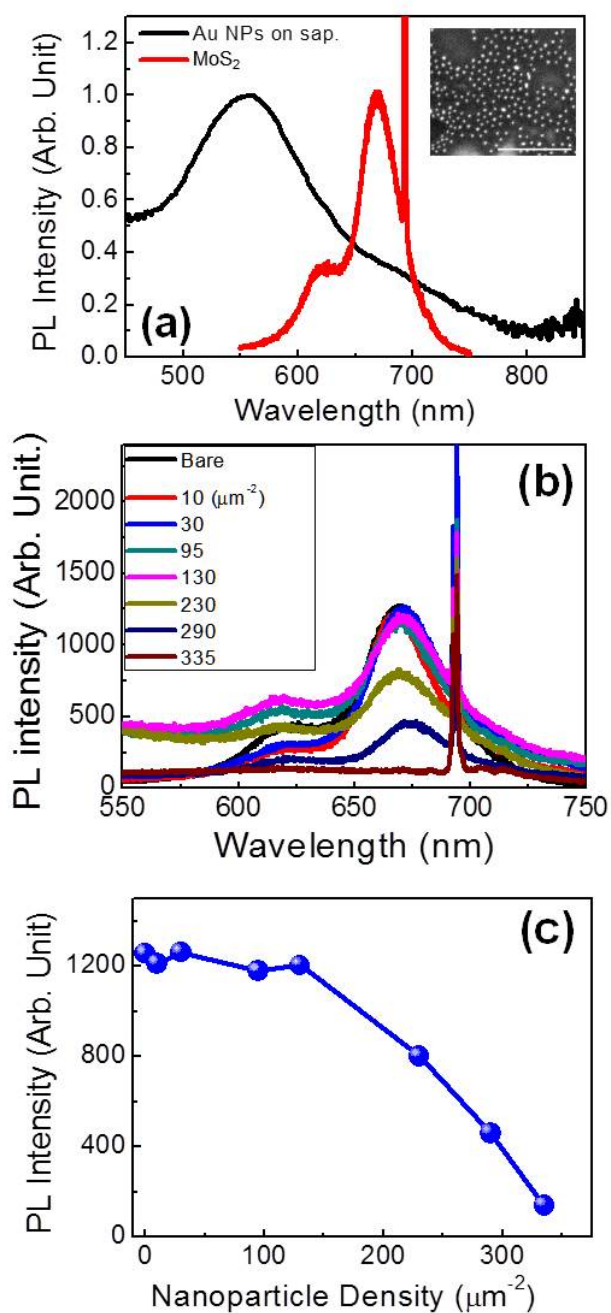 Au NPs on sap.
MoS₂
PL Intensity (Arb. Unit)
1.2
1.0
0.8
0.6
0.4
0.2
0.0
(a)
500 600 700 800
Wavelength (nm)
(b)
Bare
10 (μm⁻²)
30
95
130
230
290
335
PL intensity (Arb. Unit.)
2000
1500
1000
500
0
550 600 650 700 750
Wavelength (nm)
(c)
PL Intensity (Arb. Unit)
1200
800
400
0
0 100 200 300
Nanoparticle Density (μm⁻²)